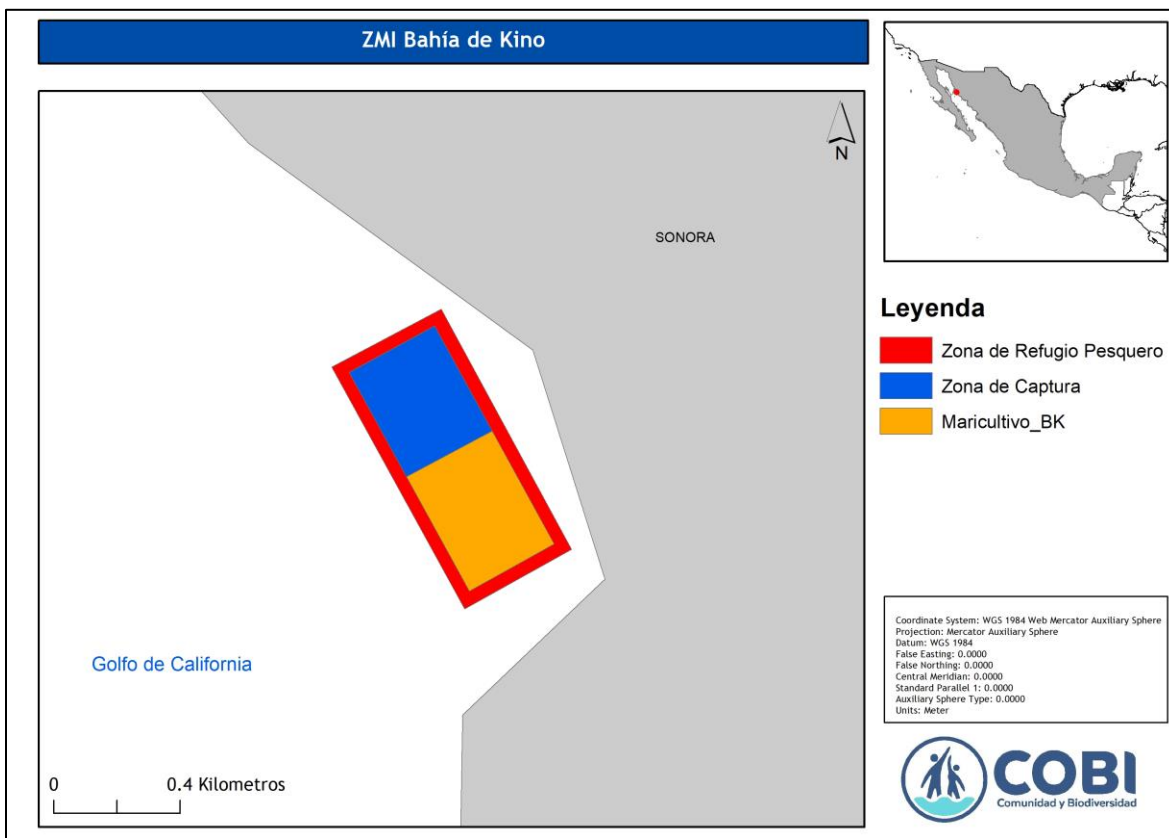 ZMI Bahía de Kino
N
SONORA
Golfo de California
0 0.4 Kilometros
Leyenda
Zona de Refugio Pesquero
Zona de Captura
Maricultivo_BK
Coordinate System: WGS 1984 Web Mercator Auxiliary Sphere
Projection: Mercator Auxiliary Sphere
Datum: WGS 1984
False Easting: 0.0000
False Northing: 0.0000
Central Meridian: 0.0000
Standard Parallel 1: 0.0000
Auxiliary Sphere Type: 0.0000
Units: Meter
COBI
Comunidad y Biodiversidad